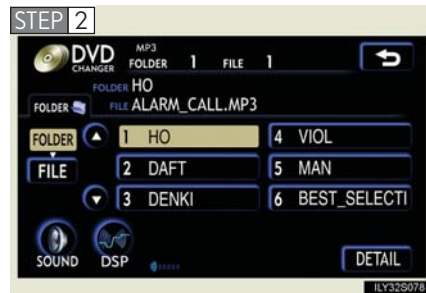 STEP 2
DVD CHANGER
MP3
FOLDER 1 FILE 1
FOLDER HO
FOLDER FILE ALARM_CALL.MP3
FOLDER 1 HO 4 VIOL
FILE 2 DAFT 5 MAN
3 DENKI 6 BEST_SELECTI
SOUND DSP DETAIL
ILY32S078